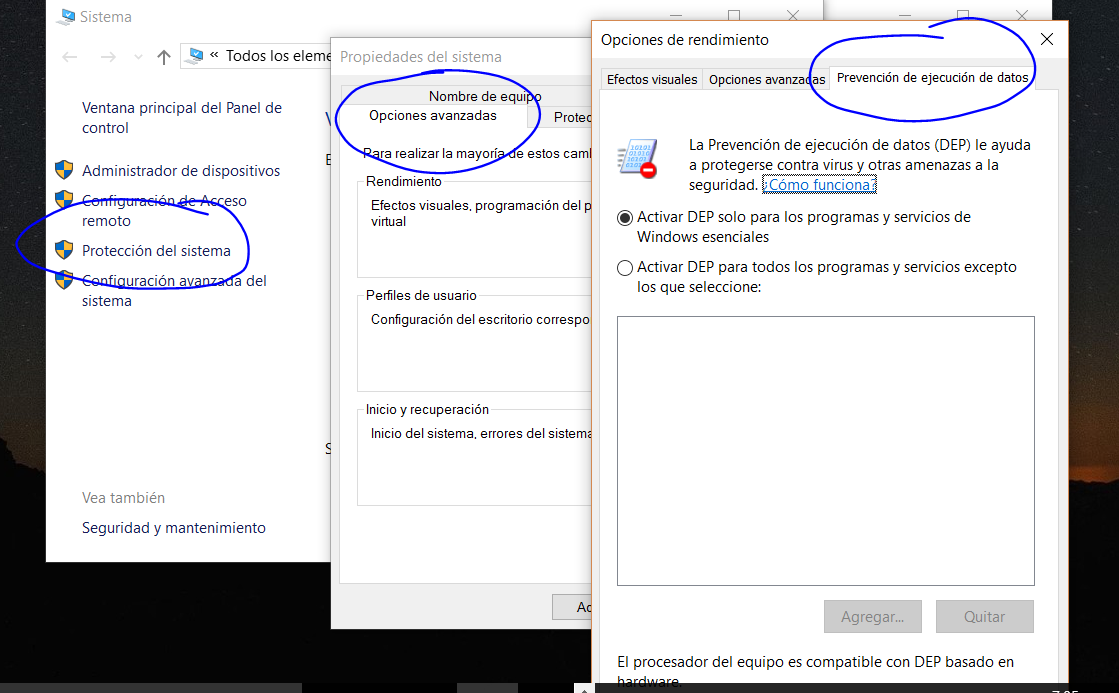 Sistema
« Todos los eleme
Ventana principal del Panel de
control
Administrador de dispositivos
Configuración de Acceso
remoto
Protección del sistema
Configuración avanzada del
sistema
Vea también
Seguridad y mantenimiento
Propiedades del sistema
Nombre de equipo
Opciones avanzadas
Protec
Para realizar la mayoría de estos camb
Rendimiento
Efectos visuales, programación del p
virtual
Perfiles de usuario
Configuración del escritorio correspo
Inicio y recuperación
Inicio del sistema, errores del sistema
Opciones de rendimiento
Efectos visuales
Opciones avanzadas
Prevención de ejecución de datos
La Prevención de ejecución de datos (DEP) le ayuda
a protegerse contra virus y otras amenazas a la
seguridad. ¿Cómo funciona?
Activar DEP solo para los programas y servicios de
Windows esenciales
Activar DEP para todos los programas y servicios excepto
los que seleccione:
Agregar...
Quitar
El procesador del equipo es compatible con DEP basado en
hardware.